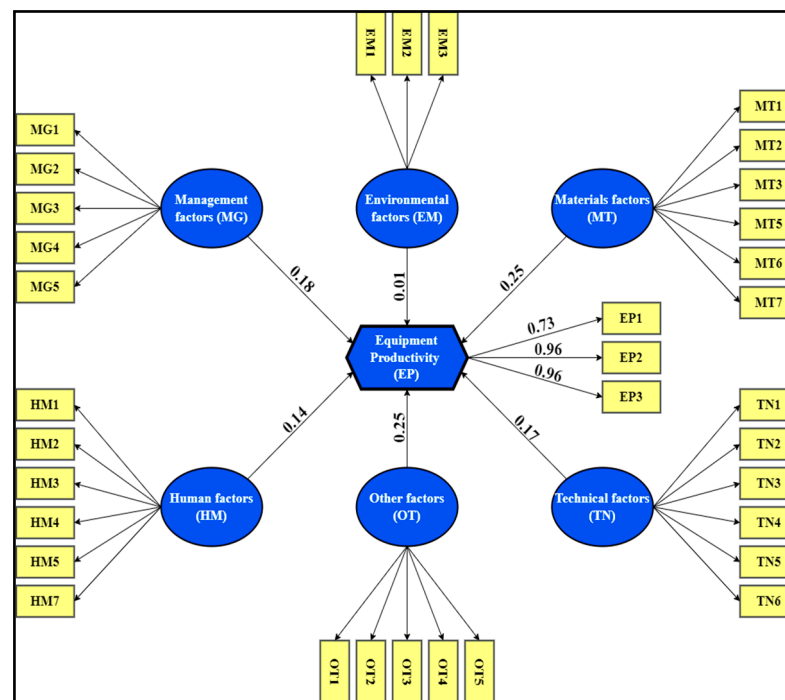 EM1
EM2
EM3
MG1
MG2
MG3
MG4
MG5
Management
factors (MG)
Environmental
factors (EM)
Materials factors
(MT)
MT1
MT2
MT3
MT5
MT6
MT7
0.18
0.01
0.25
Equipment
Productivity
(EP)
0.73
0.96
0.96
EP1
EP2
EP3
HM1
HM2
HM3
HM4
HM5
HM7
0.14
0.25
0.17
Human factors
(HM)
Other factors
(OT)
Technical factors
(TN)
TN1
TN2
TN3
TN4
TN5
TN6
OT1
OT2
OT3
OT4
OT5